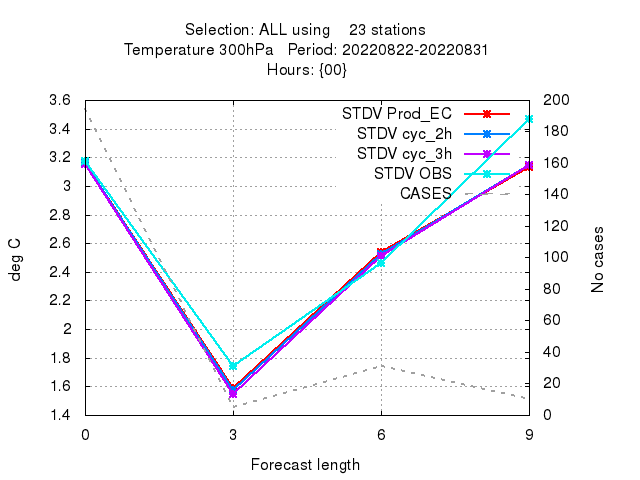 Selection: ALL using 23 stations
Temperature 300hPa Period: 20220822-20220831
Hours: {00}
3.6
3.4
3.2
3
2.8
2.6
2.4
2.2
2
1.8
1.6
1.4
deg C
STDV Prod_EC
STDV cyc_2h
STDV cyc_3h
STDV OBS
CASES
200
180
160
140
120
100
80
60
40
20
0
No cases
0 3 6 9
Forecast length